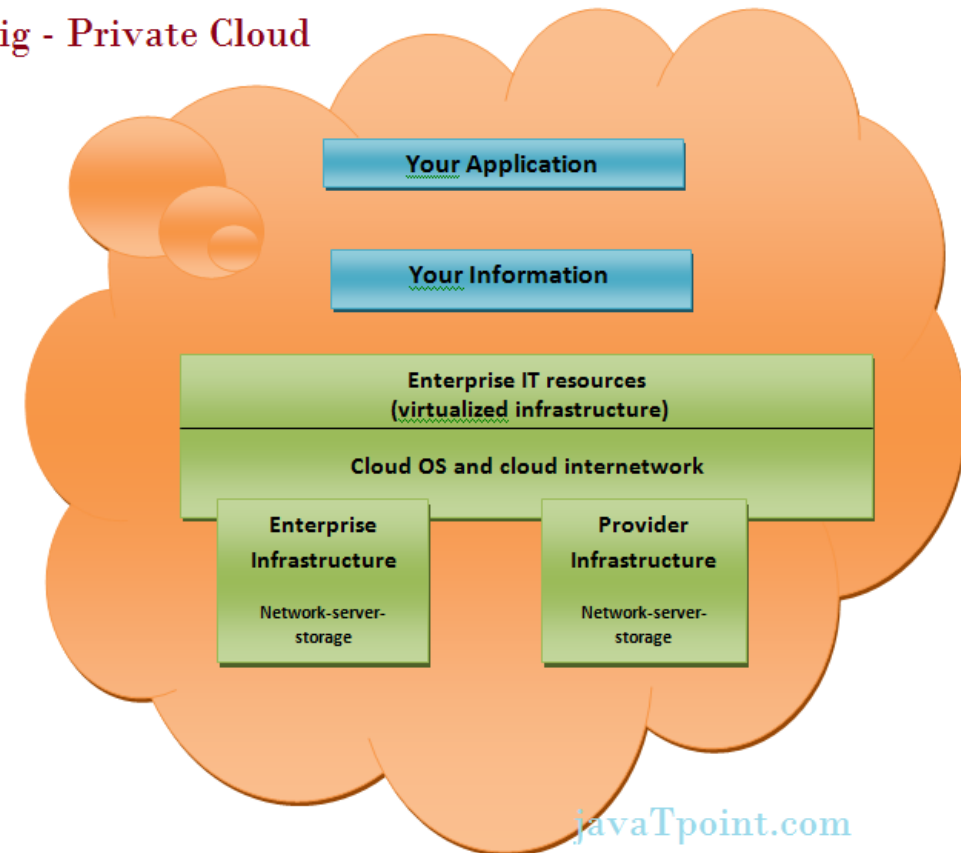 ig - Private Cloud
Your Application
Your Information
Enterprise IT resources
(virtualized infrastructure)
Cloud OS and cloud internetwork
Enterprise
Infrastructure
Network-server-
storage
Provider
Infrastructure
Network-server-
storage
javaTpoint.com